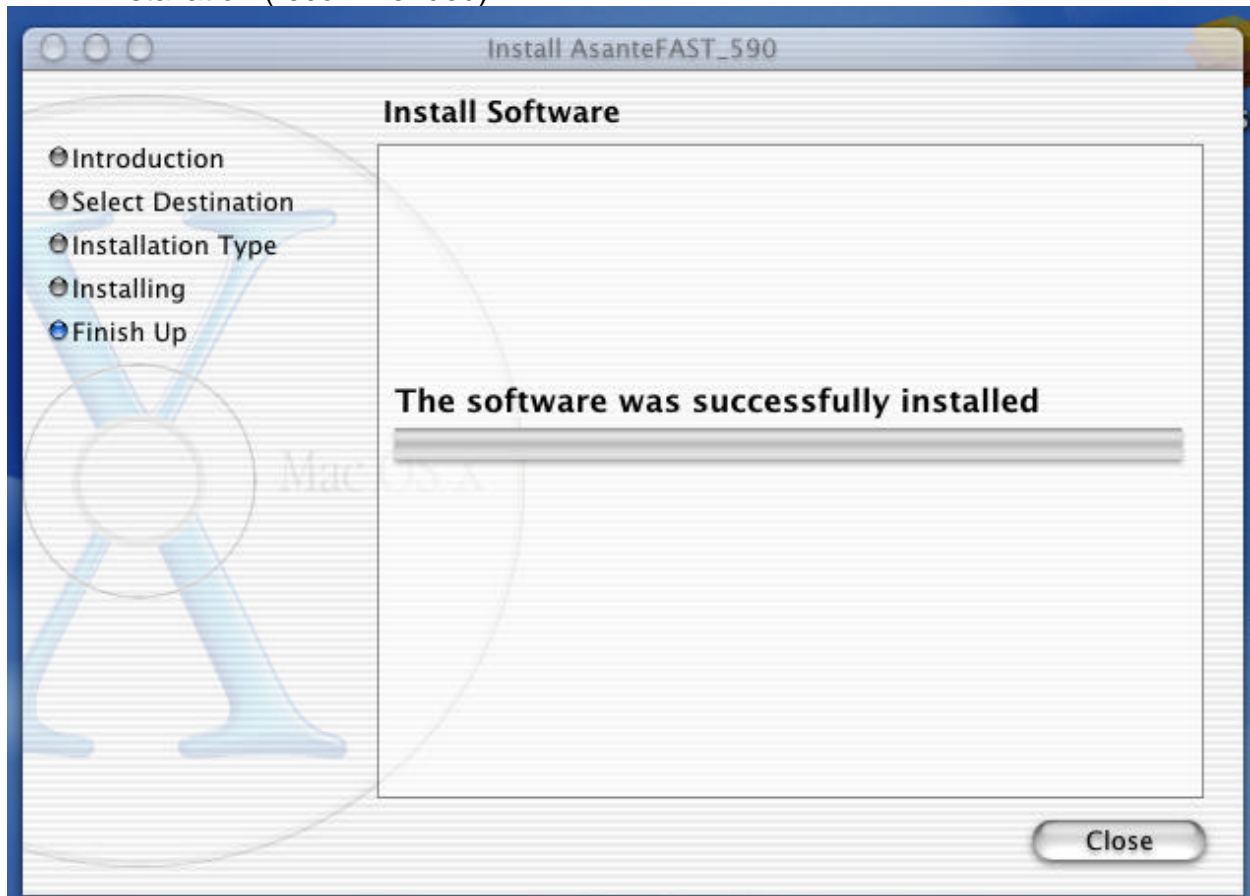 Install AsanteFAST_590
Install Software
Introduction
Select Destination
Installation Type
Installing
Finish Up
The software was successfully installed
Mac OS X
Close